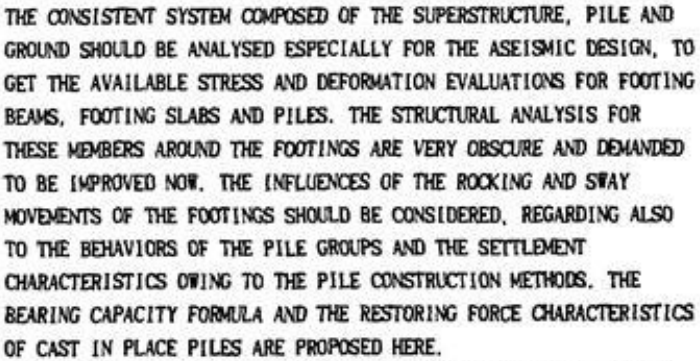 THE CONSISTENT SYSTEM COMPOSED OF THE SUPERSTRUCTURE, PILE AND
GROUND SHOULD BE ANALYSED ESPECIALLY FOR THE ASEISMIC DESIGN, TO
GET THE AVAILABLE STRESS AND DEFORMATION EVALUATIONS FOR FOOTING
BEAMS, FOOTING SLABS AND PILES. THE STRUCTURAL ANALYSIS FOR
THESE MEMBERS AROUND THE FOOTINGS ARE VERY OBSCURE AND DEMANDED
TO BE IMPROVED NOW. THE INFLUENCES OF THE ROCKING AND SWAY
MOVEMENTS OF THE FOOTINGS SHOULD BE CONSIDERED, REGARDING ALSO
TO THE BEHAVIORS OF THE PILE GROUPS AND THE SETTLEMENT
CHARACTERISTICS OWING TO THE PILE CONSTRUCTION METHODS. THE
BEARING CAPACITY FORMULA AND THE RESTORING FORCE CHARACTERISTICS
OF CAST IN PLACE PILES ARE PROPOSED HERE.